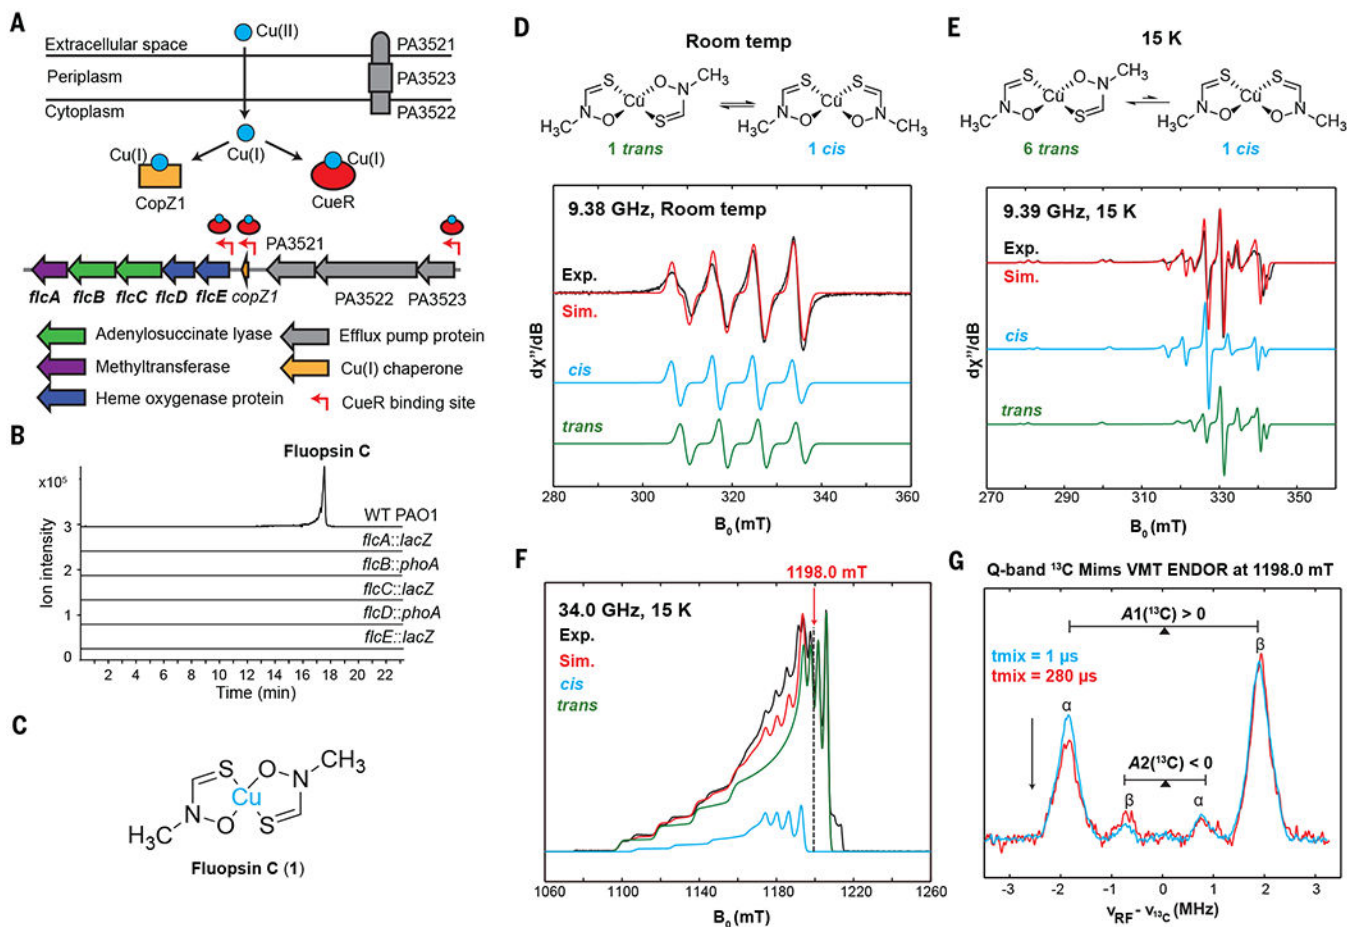 A
Extracellular space
Cu(II)
PA3521
Periplasm
PA3523
Cytoplasm
PA3522
Cu(I)
Cu(I)
Cu(I)
CopZ1
CueR
PA3521
flcA
flcB
flcC
flcD
flcE
copZ1
PA3522
PA3523
Adenylosuccinate lyase
Efflux pump protein
Methyltransferase
Cu(I) chaperone
Heme oxygenase protein
CueR binding site
B
Fluopsin C
x10⁵
WT PAO1
flcA::lacZ
flcB::phoA
flcC::lacZ
flcD::phoA
flcE::lacZ
3
2
1
0
Ion intensity
2 4 6 8 10 12 14 16 18 20 22
Time (min)
C
S O N CH₃
Cu
H₃C N O S
Fluopsin C (1)
D
Room temp
S O N CH₃
Cu
H₃C N O S
S S
Cu
H₃C N O O N CH₃
1 trans
1 cis
9.38 GHz, Room temp
Exp.
Sim.
cis
trans
dχ”/dB
280 300 320 340 360
B₀ (mT)
E
15 K
S O N CH₃
Cu
H₃C N O S
S S
Cu
H₃C N O O N CH₃
6 trans
1 cis
9.39 GHz, 15 K
Exp.
Sim.
cis
trans
dχ”/dB
270 290 310 330 350
B₀ (mT)
F
1198.0 mT
34.0 GHz, 15 K
Exp.
Sim.
cis
trans
1060 1100 1140 1180 1220 1260
B₀ (mT)
G
Q-band ¹³C Mims VMT ENDOR at 1198.0 mT
A1(¹³C) > 0
tmix = 1 µs
tmix = 280 µs
α
β
A2(¹³C) < 0
β
α
-3 -2 -1 0 1 2 3
νRF - ν¹³C (MHz)